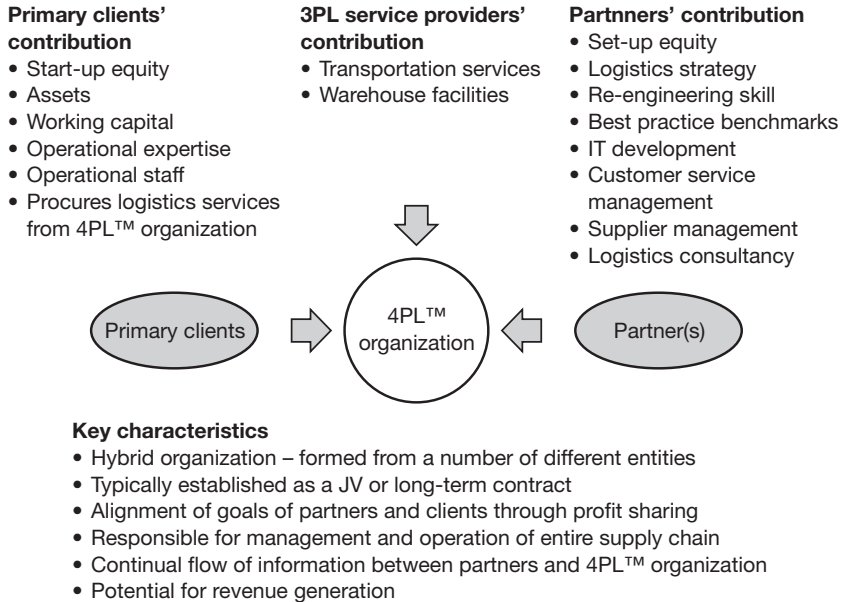 Primary clients'
contribution
• Start-up equity
• Assets
• Working capital
• Operational expertise
• Operational staff
• Procures logistics services
from 4PL™ organization
3PL service providers'
contribution
• Transportation services
• Warehouse facilities
Partnners' contribution
• Set-up equity
• Logistics strategy
• Re-engineering skill
• Best practice benchmarks
• IT development
• Customer service
management
• Supplier management
• Logistics consultancy
Primary clients
4PL™
organization
Partner(s)
Key characteristics
• Hybrid organization – formed from a number of different entities
• Typically established as a JV or long-term contract
• Alignment of goals of partners and clients through profit sharing
• Responsible for management and operation of entire supply chain
• Continual flow of information between partners and 4PL™ organization
• Potential for revenue generation